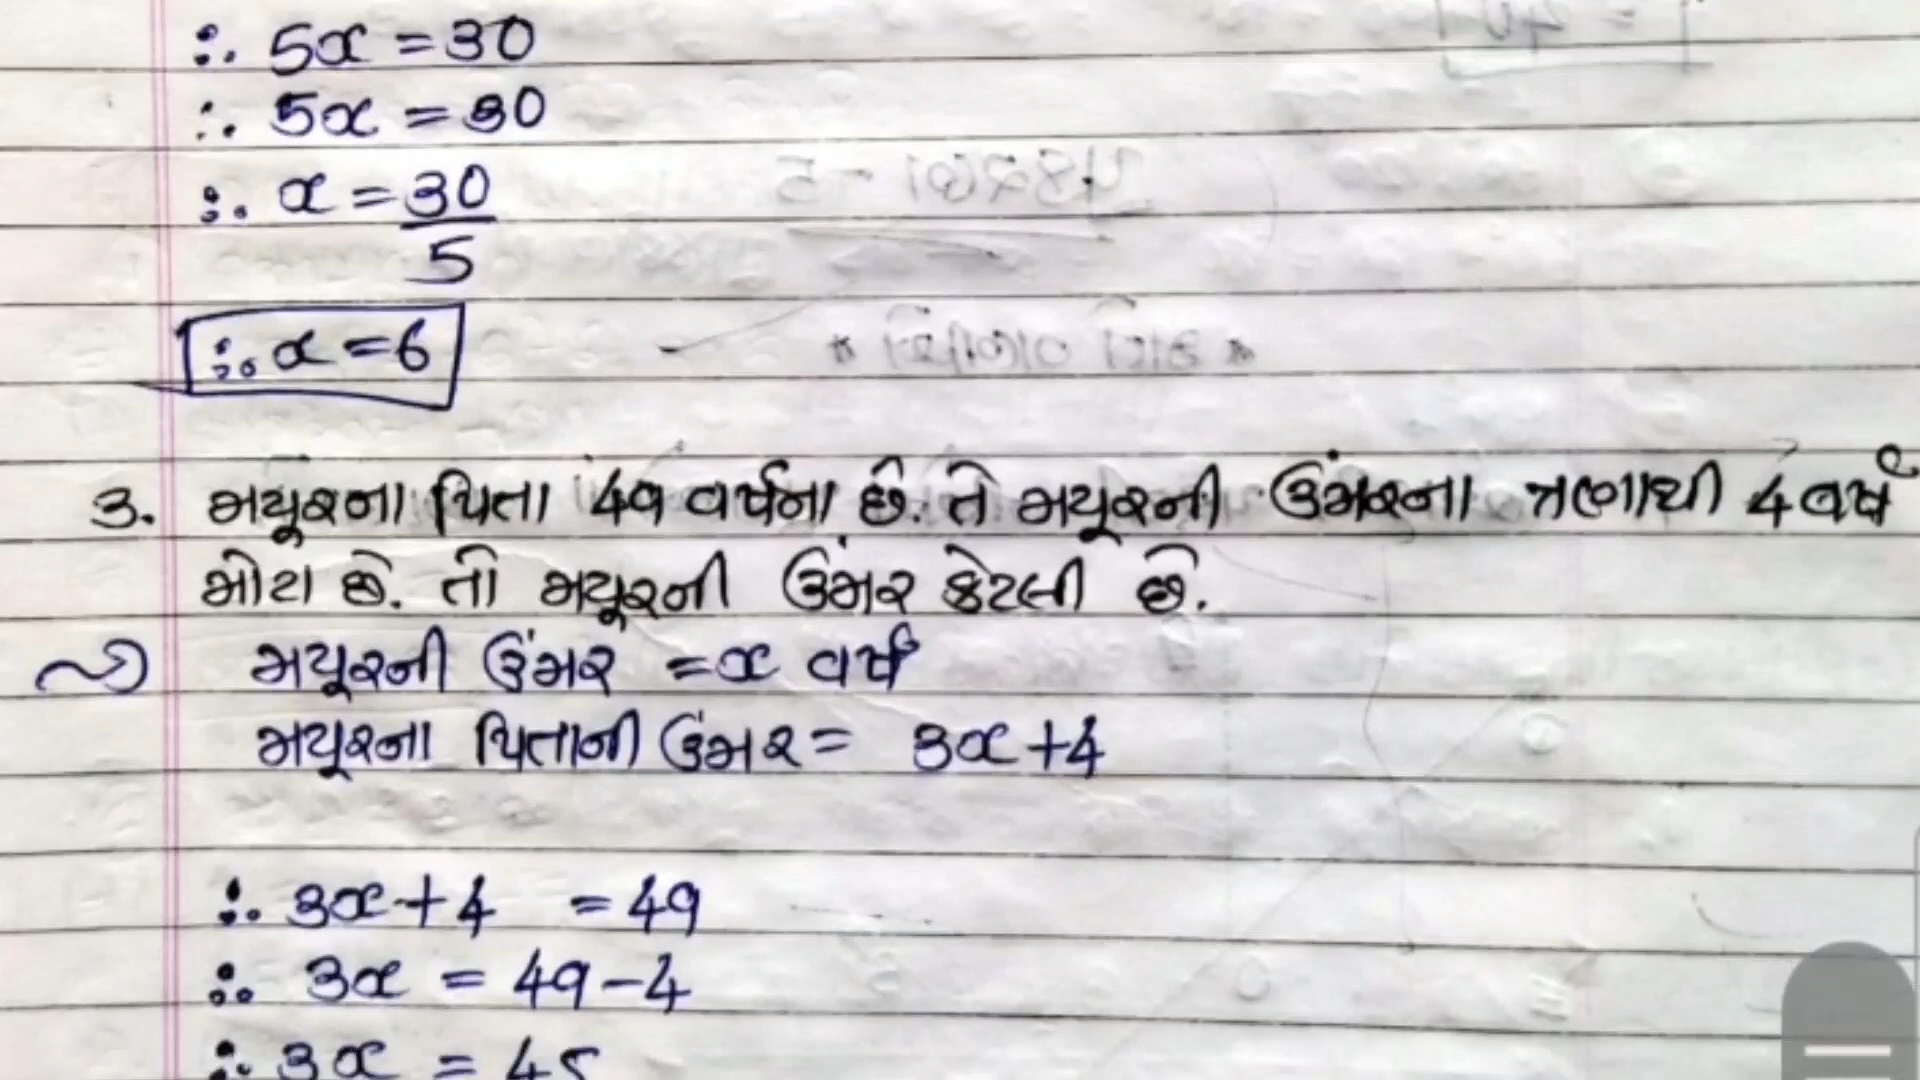 ∴ 5x = 30
∴ 5x = 30
∴ x = 30/5
∴ x = 6
3. મયૂરના પિતા 49 વર્ષના છે. તે મયૂરની ઉંમરના ત્રણાથી 4 વર્ષ
મોટા છે. તો મયૂરની ઉંમર કેટલી છે.
મયૂરની ઉંમર = x વર્ષ
મયૂરના પિતાની ઉંમર = 3x + 4
∴ 3x + 4 = 49
∴ 3x = 49 - 4
∴ 3x = 45